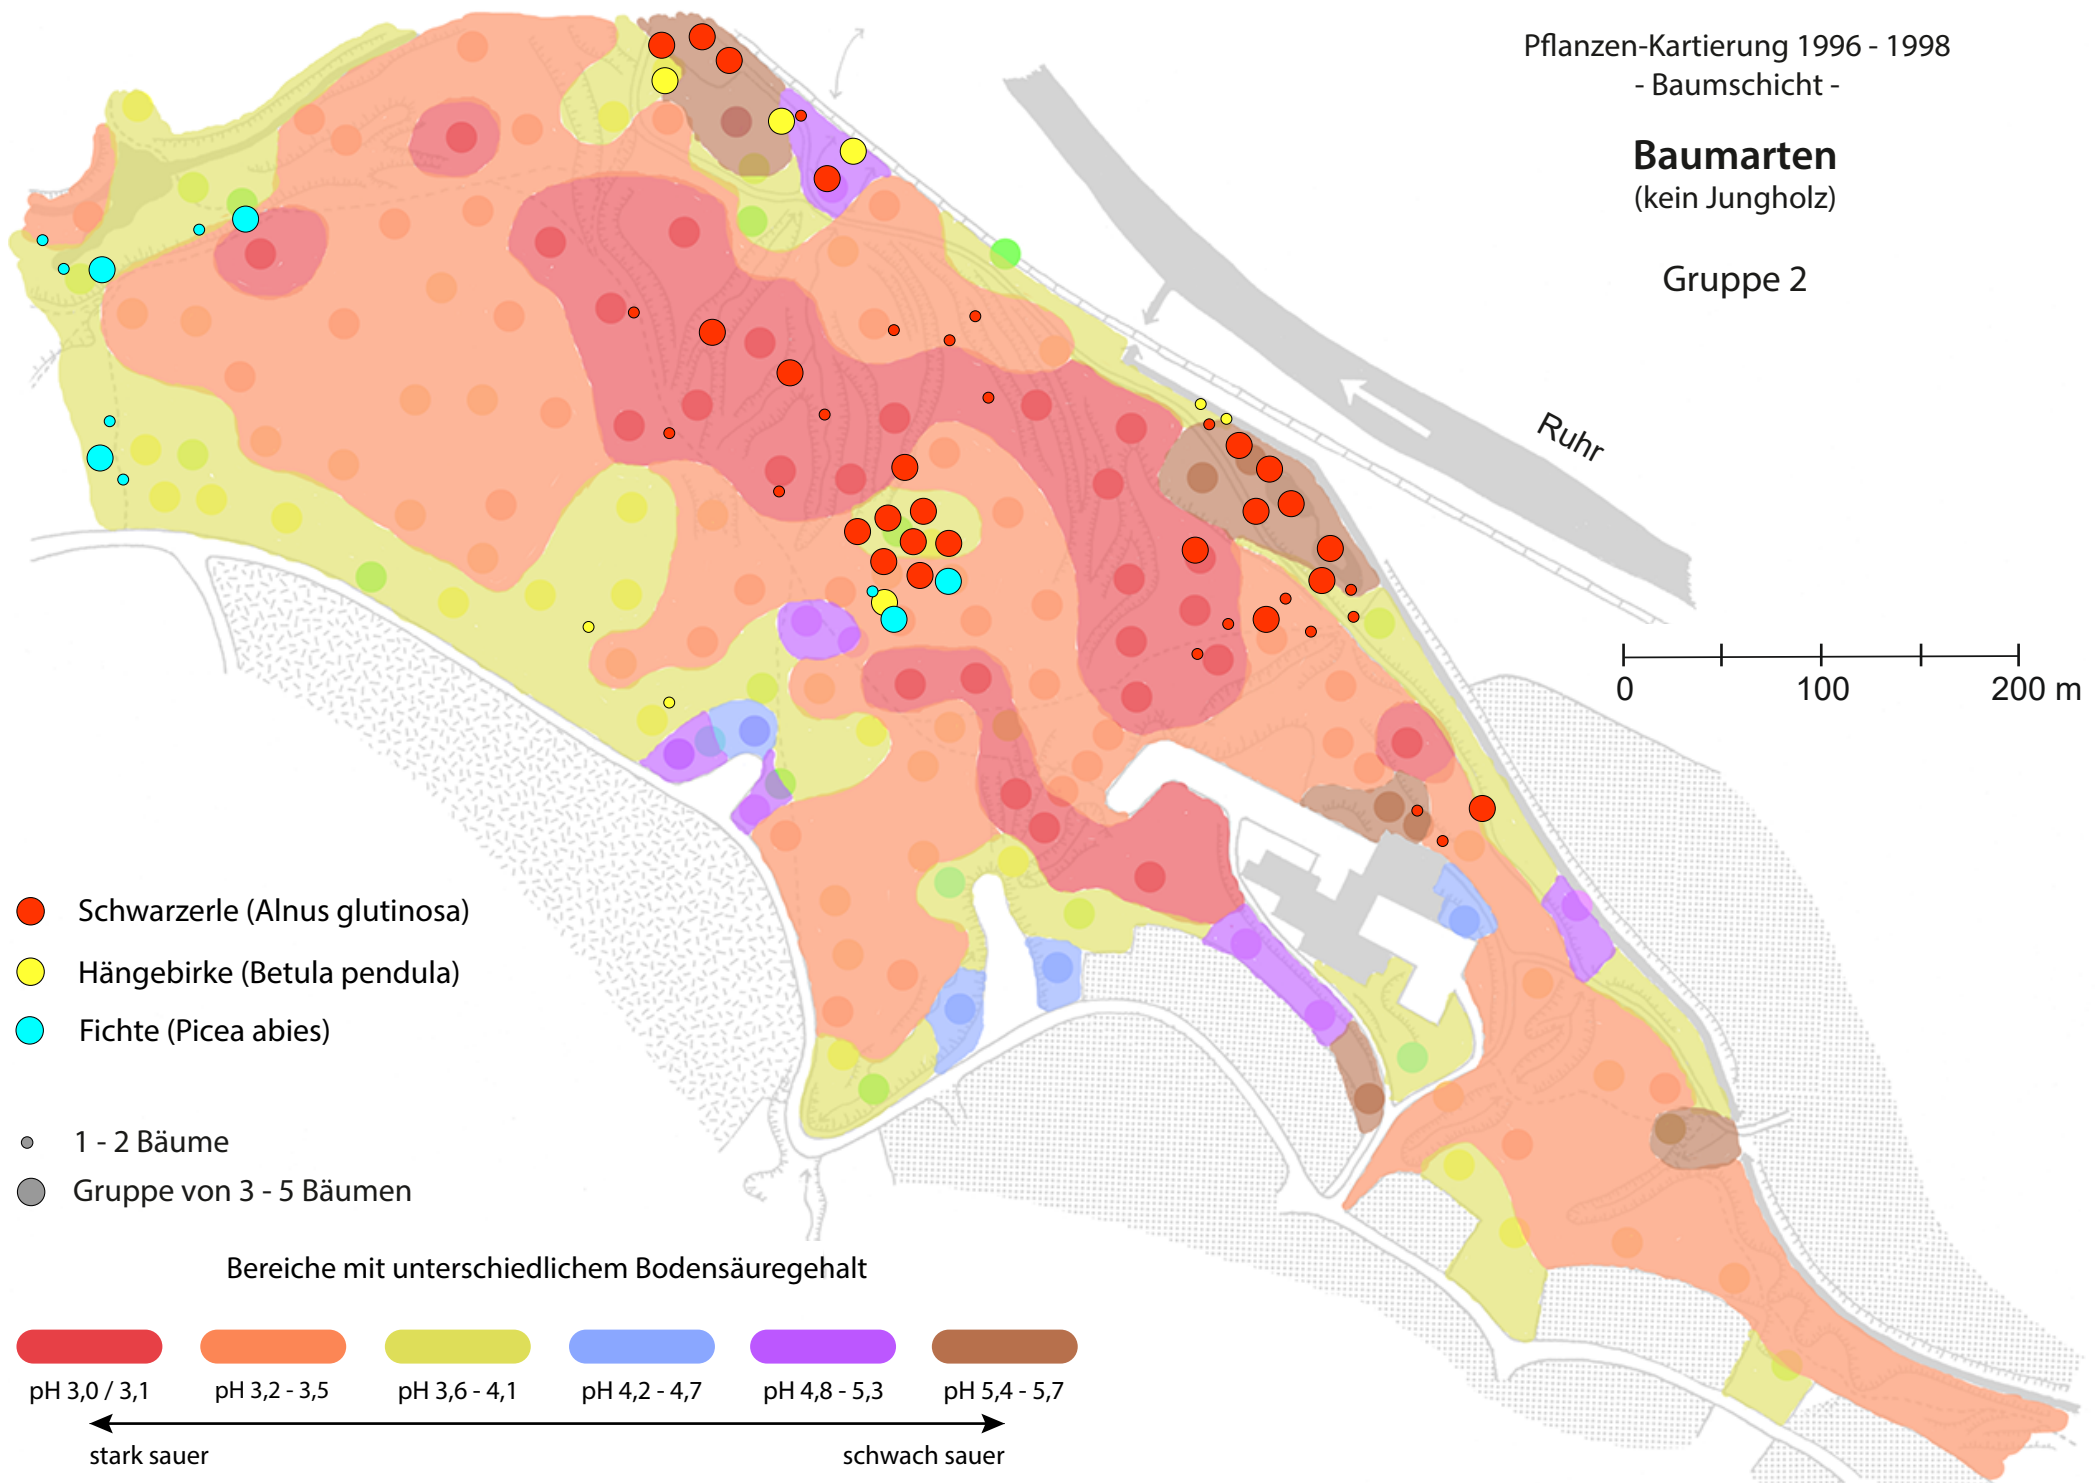 Pflanzen-Kartierung 1996 - 1998
- Baumschicht -
Baumarten
(kein Jungholz)
Gruppe 2
Ruhr
0 100 200 m
Schwarzerle (Alnus glutinosa)
Hängebirke (Betula pendula)
Fichte (Picea abies)
1 - 2 Bäume
Gruppe von 3 - 5 Bäumen
Bereiche mit unterschiedlichem Bodensäuregehalt
pH 3,0 / 3,1 pH 3,2 - 3,5 pH 3,6 - 4,1 pH 4,2 - 4,7 pH 4,8 - 5,3 pH 5,4 - 5,7
stark sauer schwach sauer